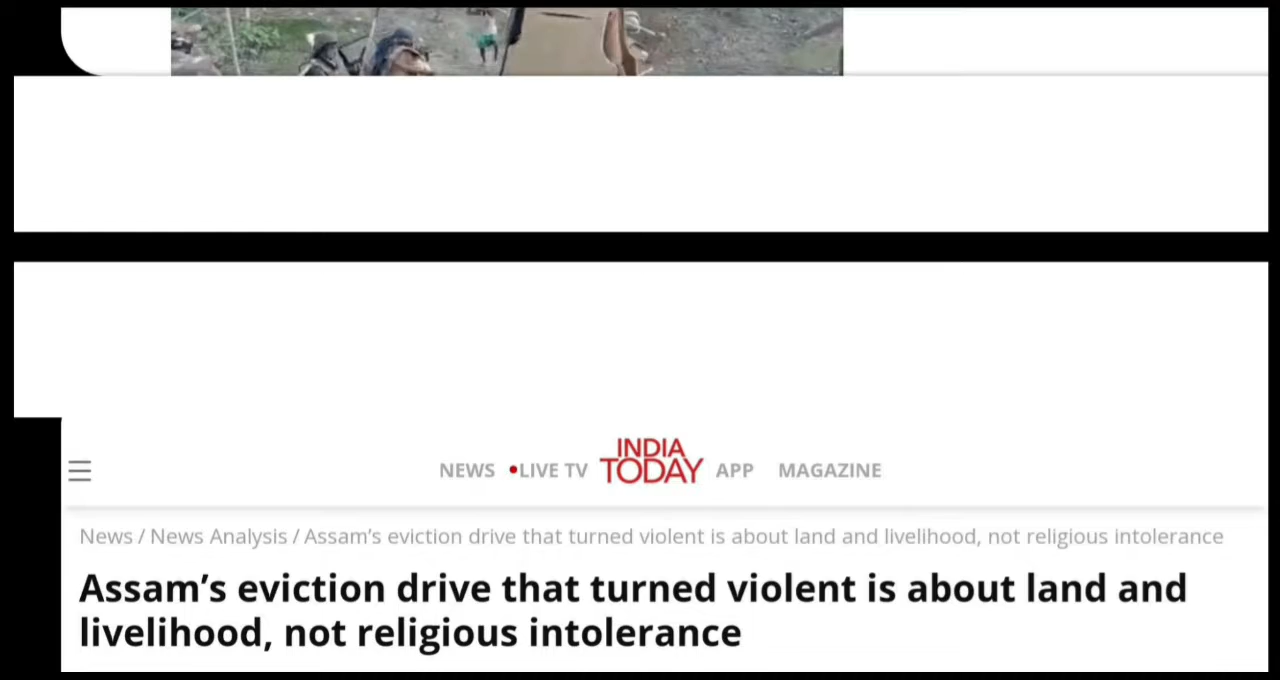 NEWS •LIVE TV INDIA TODAY APP MAGAZINE
News / News Analysis / Assam’s eviction drive that turned violent is about land and livelihood, not religious intolerance
Assam’s eviction drive that turned violent is about land and
livelihood, not religious intolerance